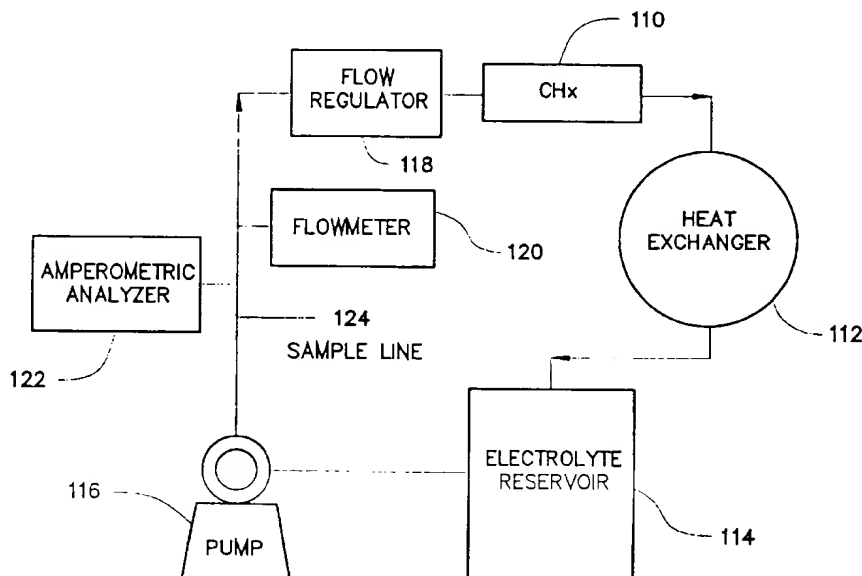 110
FLOW
REGULATOR
CHx
118
FLOWMETER
120
HEAT
EXCHANGER
AMPEROMETRIC
ANALYZER
124
SAMPLE LINE
112
122
ELECTROLYTE
RESERVOIR
116
PUMP
114